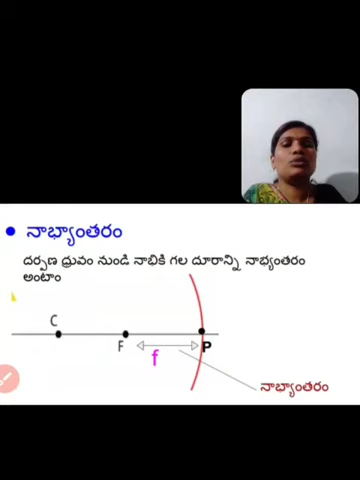 నాభ్యాంతరం
దర్పణ ధ్రువం నుండి నాభికి గల దూరాన్ని నాభ్యంతరం
అంటాం
C
F
P
f
నాభ్యాంతరం